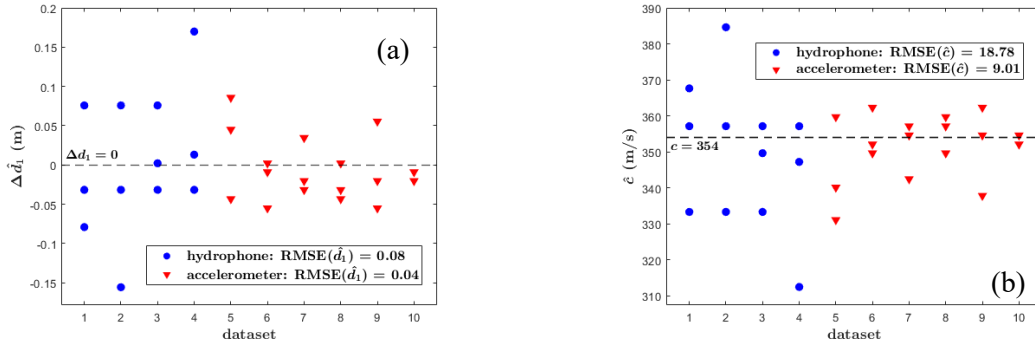 0.2
0.15
0.1
0.05
0
-0.05
-0.1
-0.15
Δd̂₁ (m)
(a)
Δd₁ = 0
hydrophone: RMSE(d̂₁) = 0.08
accelerometer: RMSE(d̂₁) = 0.04
1 2 3 4 5 6 7 8 9 10
dataset
390
380
370
360
350
340
330
320
310
ĉ (m/s)
hydrophone: RMSE(ĉ) = 18.78
accelerometer: RMSE(ĉ) = 9.01
c = 354
(b)
1 2 3 4 5 6 7 8 9 10
dataset